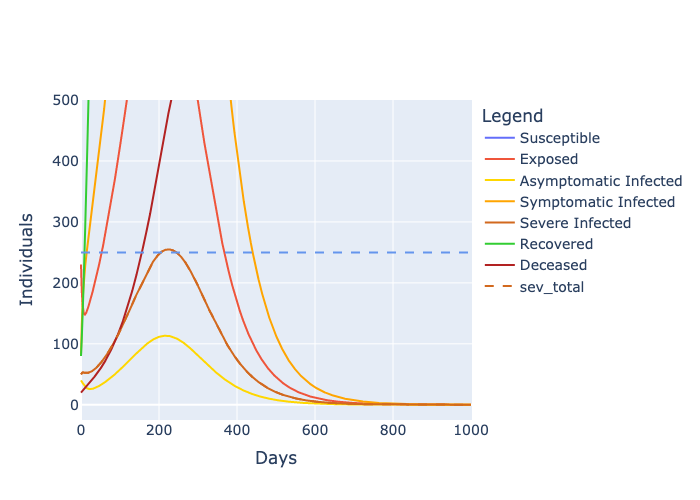 Legend
Susceptible
Exposed
Asymptomatic Infected
Symptomatic Infected
Severe Infected
Recovered
Deceased
sev_total
Individuals
500
400
300
200
100
0
0 200 400 600 800 1000
Days